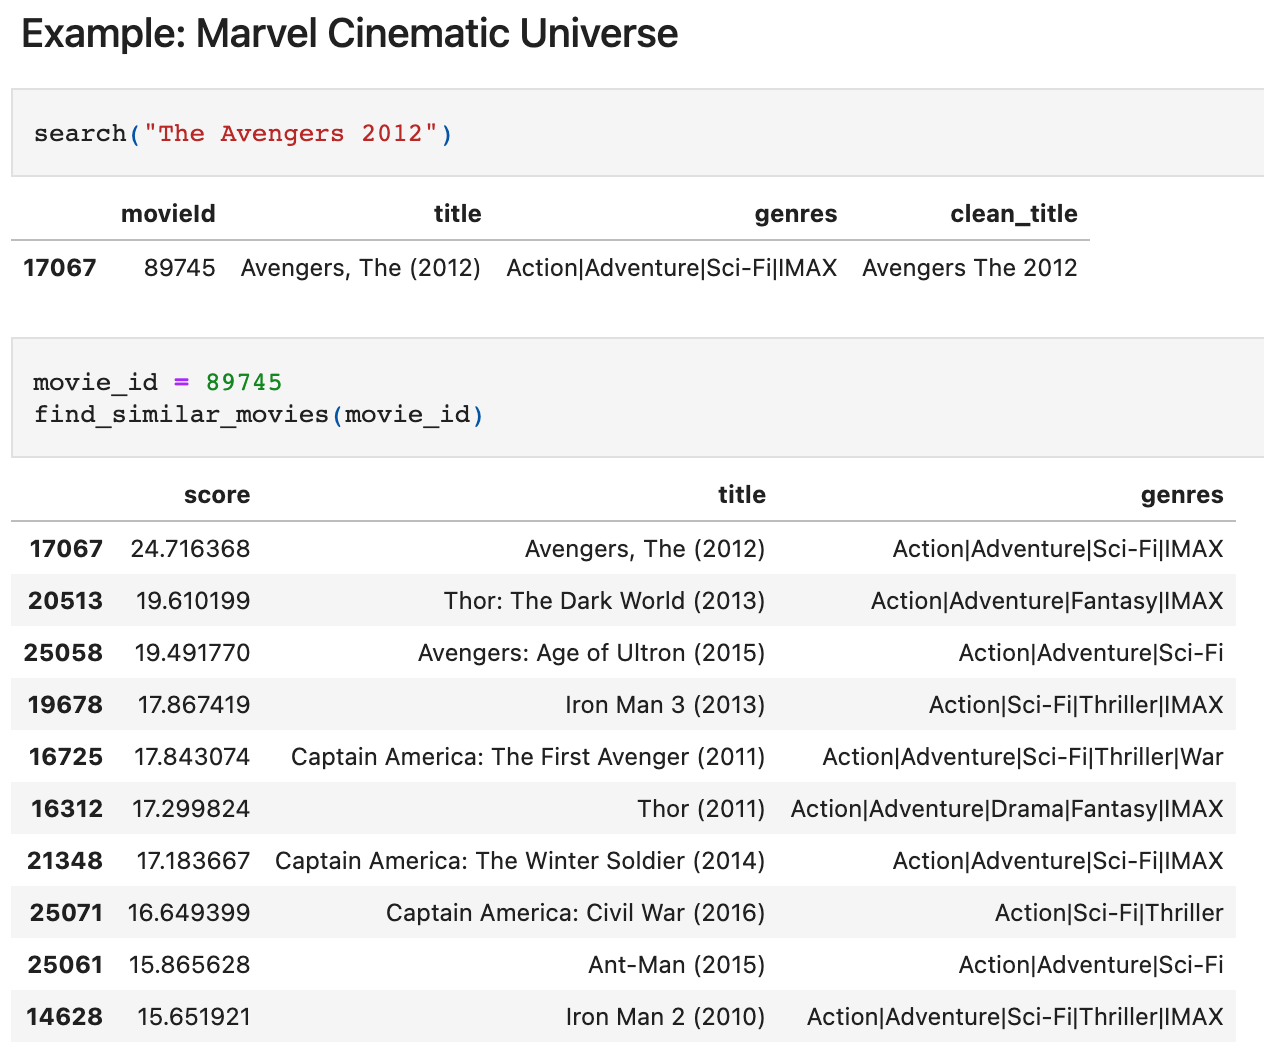 Example: Marvel Cinematic Universe
search("The Avengers 2012")
movieId title genres clean_title
17067 89745 Avengers, The (2012) Action|Adventure|Sci-Fi|IMAX Avengers The 2012
movie_id = 89745
find_similar_movies(movie_id)
score title genres
17067 24.716368 Avengers, The (2012) Action|Adventure|Sci-Fi|IMAX
20513 19.610199 Thor: The Dark World (2013) Action|Adventure|Fantasy|IMAX
25058 19.491770 Avengers: Age of Ultron (2015) Action|Adventure|Sci-Fi
19678 17.867419 Iron Man 3 (2013) Action|Sci-Fi|Thriller|IMAX
16725 17.843074 Captain America: The First Avenger (2011) Action|Adventure|Sci-Fi|Thriller|War
16312 17.299824 Thor (2011) Action|Adventure|Drama|Fantasy|IMAX
21348 17.183667 Captain America: The Winter Soldier (2014) Action|Adventure|Sci-Fi|IMAX
25071 16.649399 Captain America: Civil War (2016) Action|Sci-Fi|Thriller
25061 15.865628 Ant-Man (2015) Action|Adventure|Sci-Fi
14628 15.651921 Iron Man 2 (2010) Action|Adventure|Sci-Fi|Thriller|IMAX